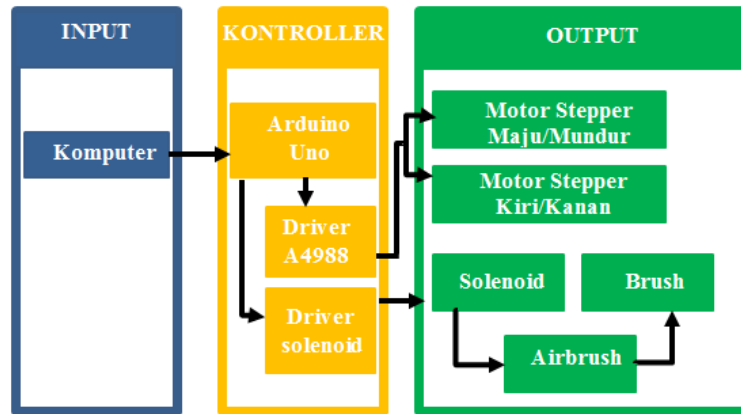 INPUT
Komputer
KONTROLLER
Arduino
Uno
Driver
A4988
Driver
solenoid
OUTPUT
Motor Stepper
Maju/Mundur
Motor Stepper
Kiri/Kanan
Solenoid
Brush
Airbrush